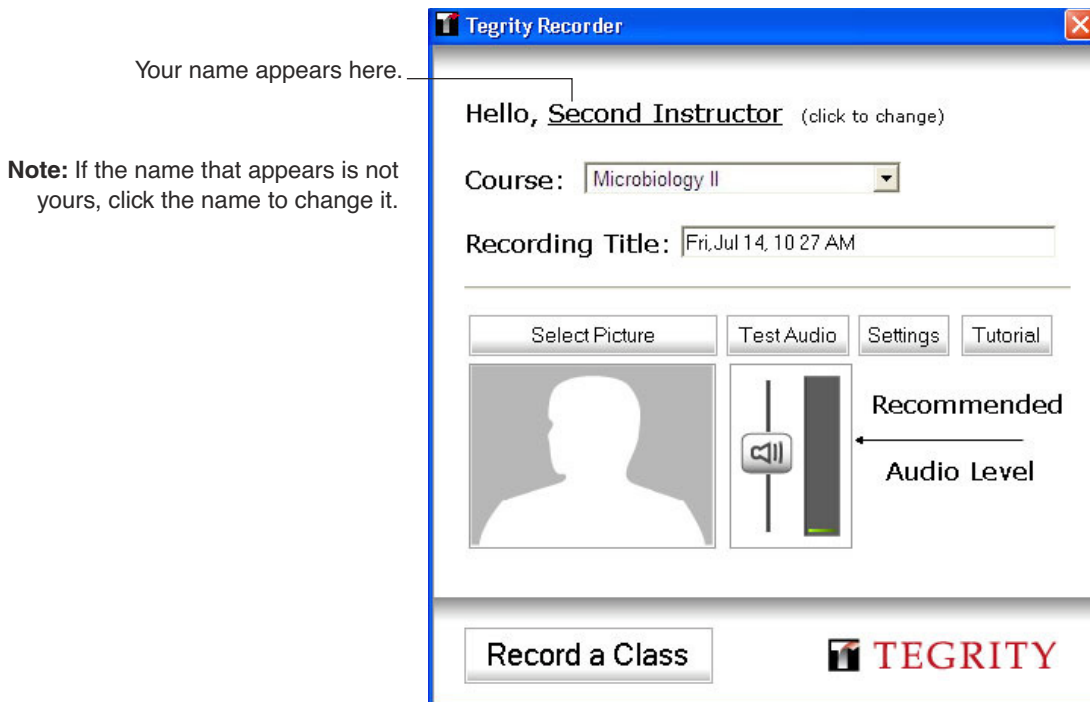 Tegrity Recorder
Your name appears here.
Hello, Second Instructor (click to change)
Note: If the name that appears is not
yours, click the name to change it.
Course: Microbiology II
Recording Title: Fri,Jul 14, 10 27 AM
Select Picture Test Audio Settings Tutorial
Recommended
Audio Level
Record a Class
TEGRITY